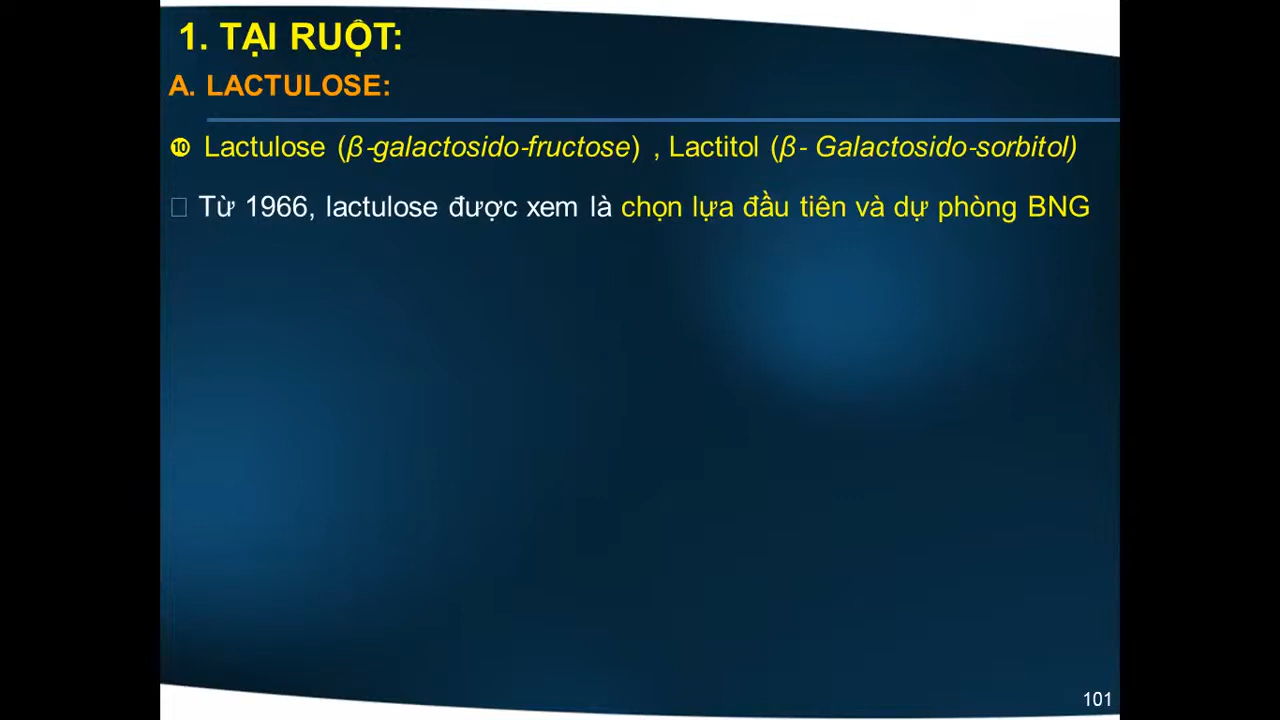 1. TẠI RUỘT:
A. LACTULOSE:
❿ Lactulose (β-galactosido-fructose) , Lactitol (β- Galactosido-sorbitol)
Từ 1966, lactulose được xem là chọn lựa đầu tiên và dự phòng BNG
101